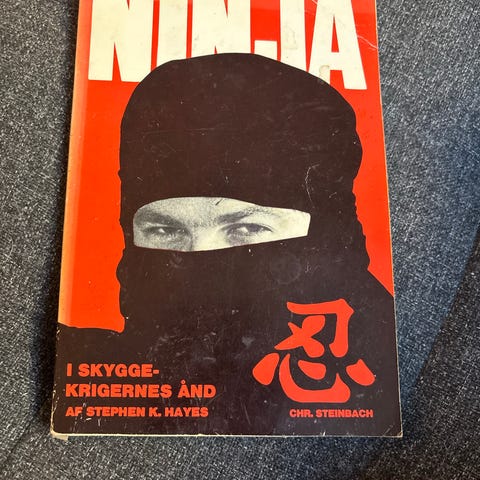 NINJA
忍
I SKYGGE-
KRIGERNES ÅND
AF STEPHEN K. HAYES
CHR. STEINBACH